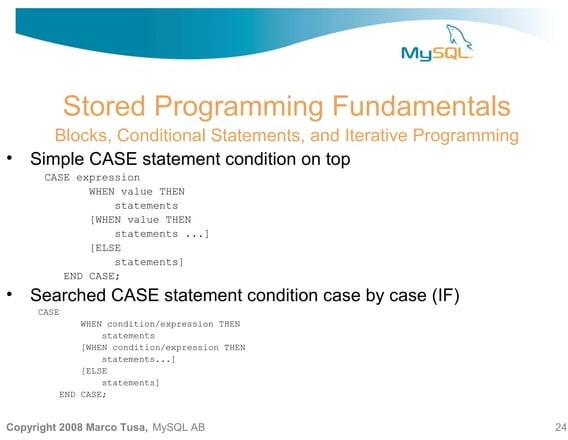 MySQL
Stored Programming Fundamentals
Blocks, Conditional Statements, and Iterative Programming
• Simple CASE statement condition on top
CASE expression
WHEN value THEN
statements
[WHEN value THEN
statements ...]
[ELSE
statements]
END CASE;
• Searched CASE statement condition case by case (IF)
CASE
WHEN condition/expression THEN
statements
[WHEN condition/expression THEN
statements...]
[ELSE
statements]
END CASE;
Copyright 2008 Marco Tusa, MySQL AB 24